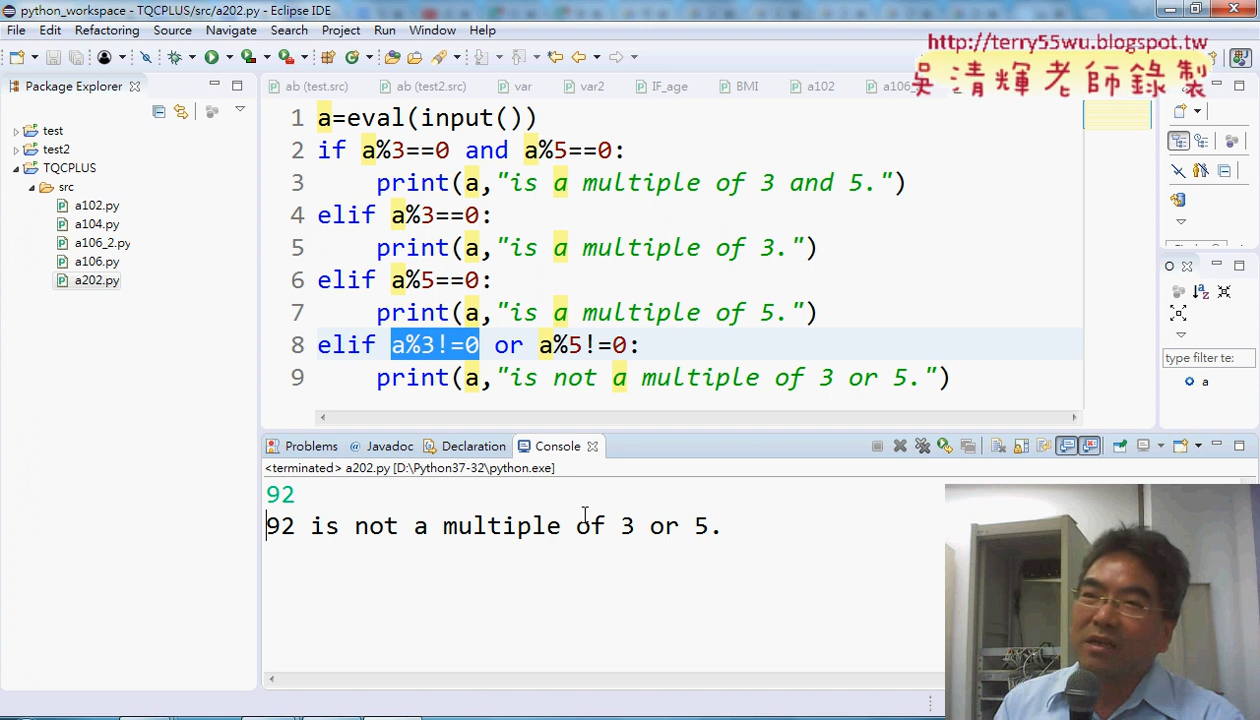 python_workspace - TQCPLUS/src/a202.py - Eclipse IDE
File Edit Refactoring Source Navigate Search Project Run Window Help
http://terry55wu.blogspot.tw
吳清輝老師錄製
Package Explorer
ab (test.src) ab (test2.src) var var2 IF_age BMI a102 a106_
test
test2
TQCPLUS
src
a102.py
a104.py
a106_2.py
a106.py
a202.py
1 a=eval(input())
2 if a%3==0 and a%5==0:
3 print(a,"is a multiple of 3 and 5.")
4 elif a%3==0:
5 print(a,"is a multiple of 3.")
6 elif a%5==0:
7 print(a,"is a multiple of 5.")
8 elif a%3!=0 or a%5!=0:
9 print(a,"is not a multiple of 3 or 5.")
type filter te:
a
Problems Javadoc Declaration Console
<terminated> a202.py [D:\Python37-32\python.exe]
92
92 is not a multiple of 3 or 5.